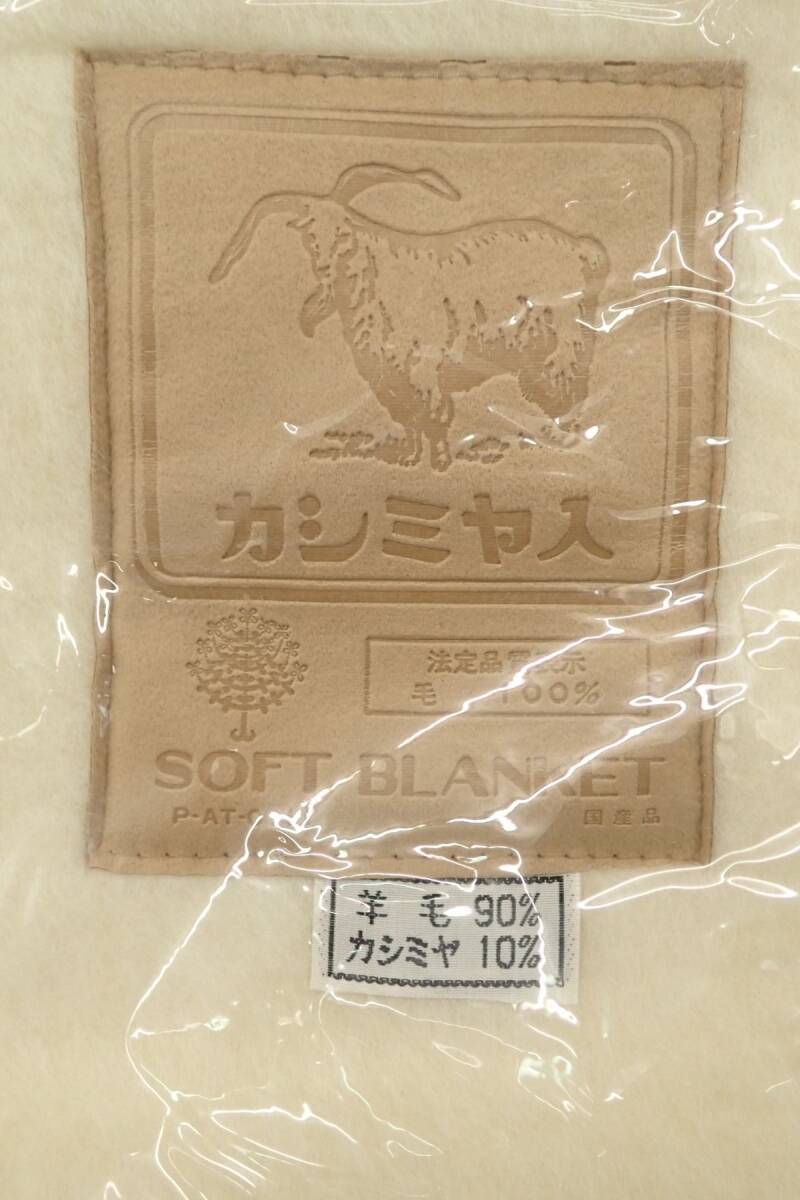 カシミヤ入
法定品質表示
毛 100%
SOFT BLANKET
国産品
羊毛 90%
カシミヤ 10%